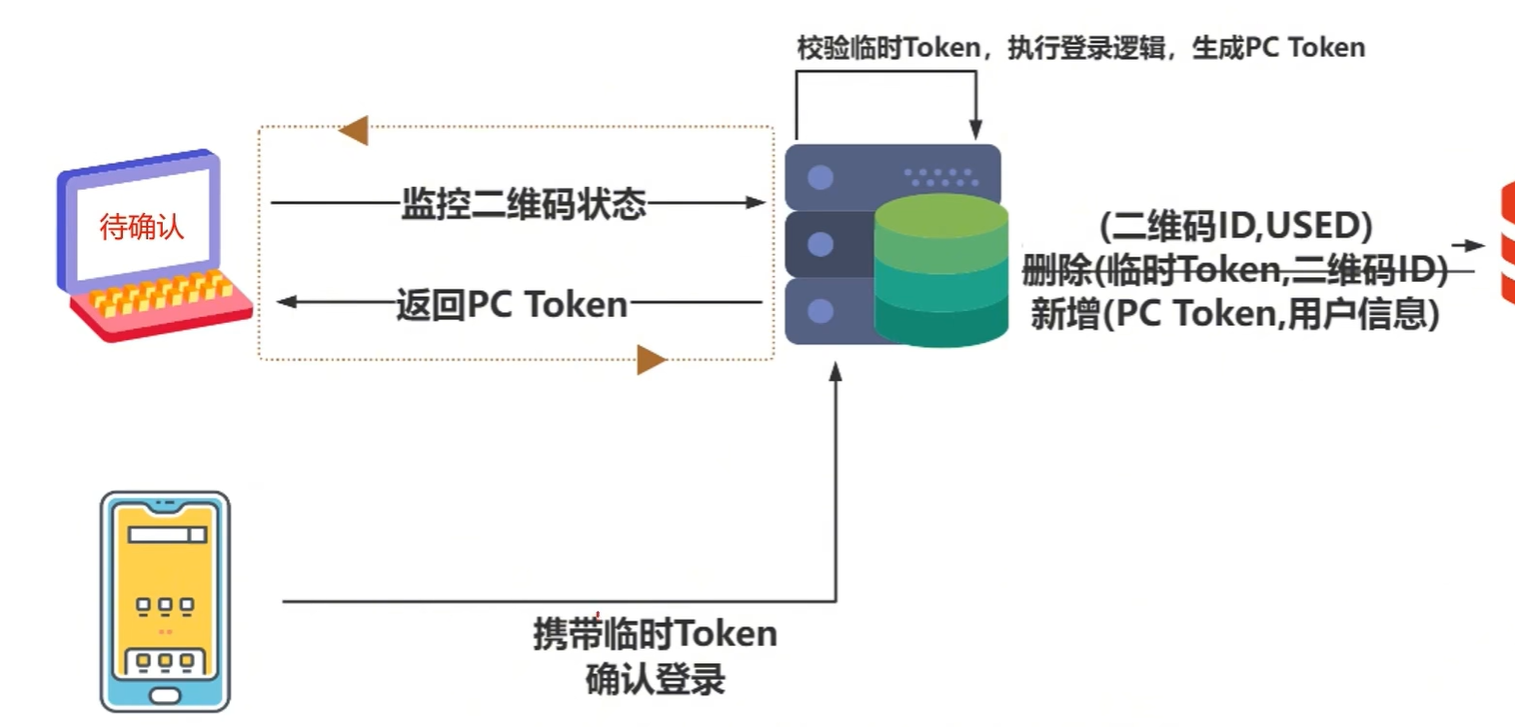 校验临时Token，执行登录逻辑，生成PC Token
待确认
监控二维码状态
返回PC Token
(二维码ID,USED)
删除(临时Token,二维码ID)
新增(PC Token,用户信息)
携带临时Token
确认登录